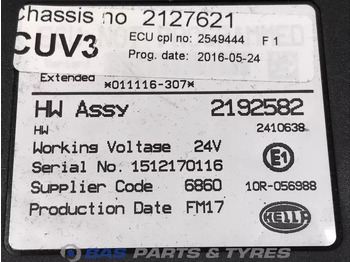 Chassis no 2127621
CUV3 ECU cpl no: 2549444 F 1
Prog. date: 2016-05-24
Extended *011116-307*
HW Assy 2192582
HW 2410638
Working Voltage 24V
Serial No. 1512170116 E1
Supplier Code 6860 10R-056988
Production Date FM17 HELLA
BAS PARTS & TYRES